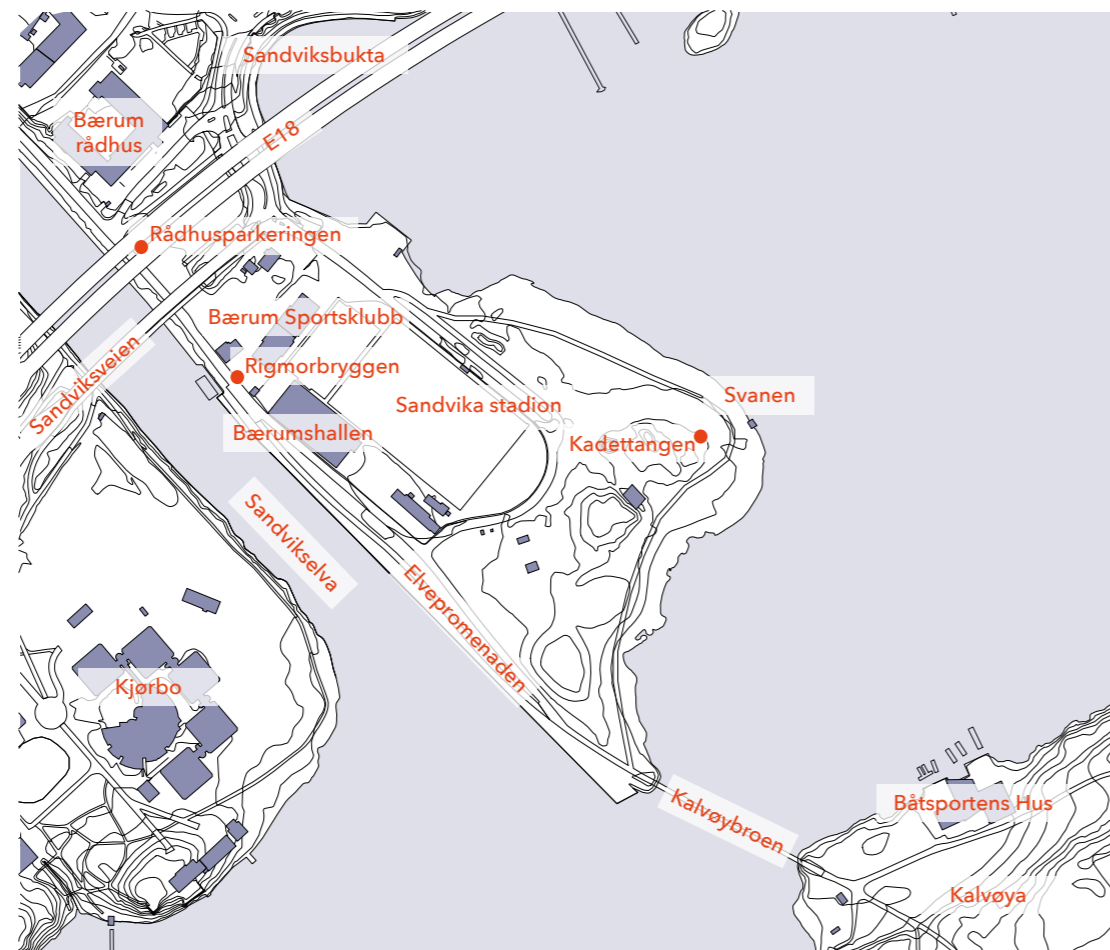 Sandviksbukta
Bærum
rådhus
E18
Rådhusparkeringen
Bærum Sportsklubb
Sandviksveien
Rigmorbryggen
Svanen
Sandvika stadion
Bærumshallen
Kadettangen
Sandvikselva
Elvepromenaden
Kjørbo
Kalvøybroen
Båtsportens Hus
Kalvøya